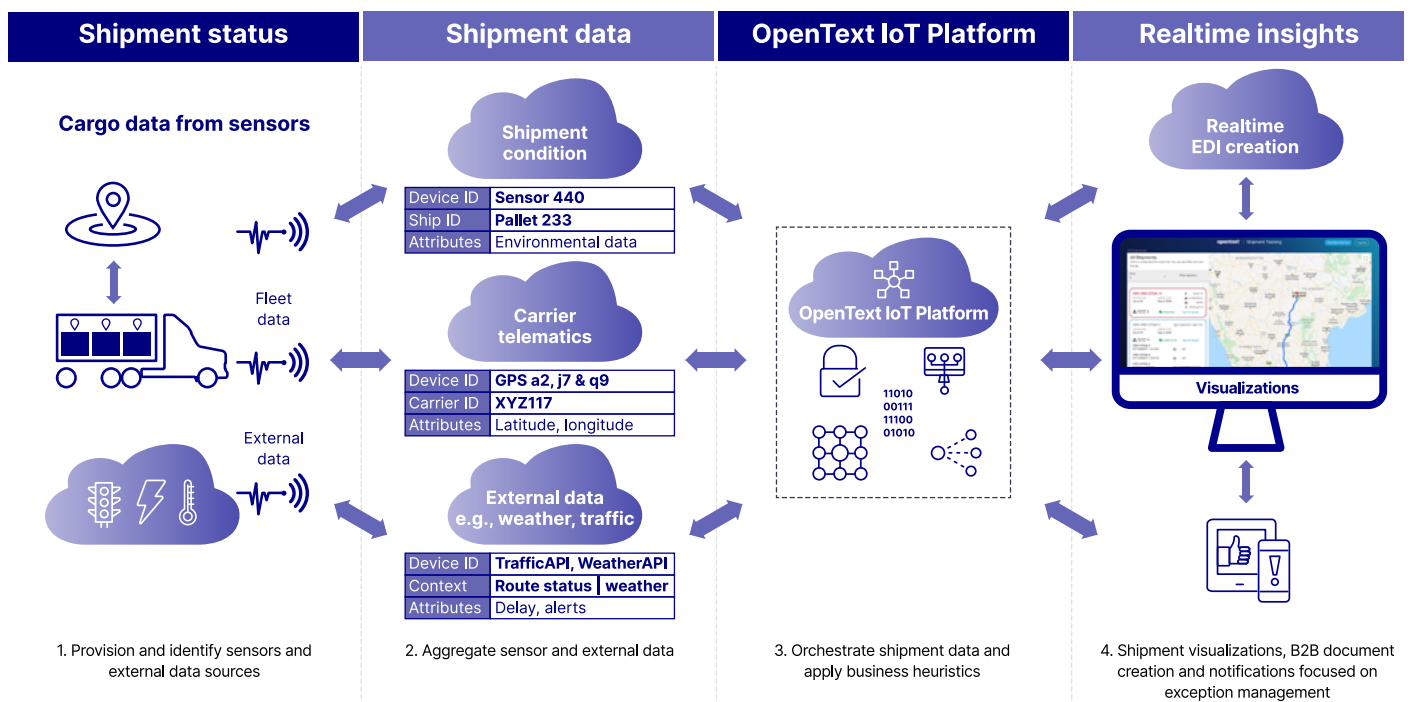 Shipment status
Shipment data
OpenText IoT Platform
Realtime insights
Cargo data from sensors
Fleet
data
External
data
1. Provision and identify sensors and
external data sources
Shipment
condition
Device ID Sensor 440
Ship ID Pallet 233
Attributes Environmental data
Carrier
telematics
Device ID GPS a2, j7 & q9
Carrier ID XYZ117
Attributes Latitude, longitude
External data
e.g., weather, traffic
Device ID TrafficAPI, WeatherAPI
Context Route status | weather
Attributes Delay, alerts
2. Aggregate sensor and external data
OpenText IoT Platform
11010
00111
11100
01010
3. Orchestrate shipment data and
apply business heuristics
Realtime
EDI creation
opentext | Shipment Tracking
All Shipments
Visualizations
4. Shipment visualizations, B2B document
creation and notifications focused on
exception management